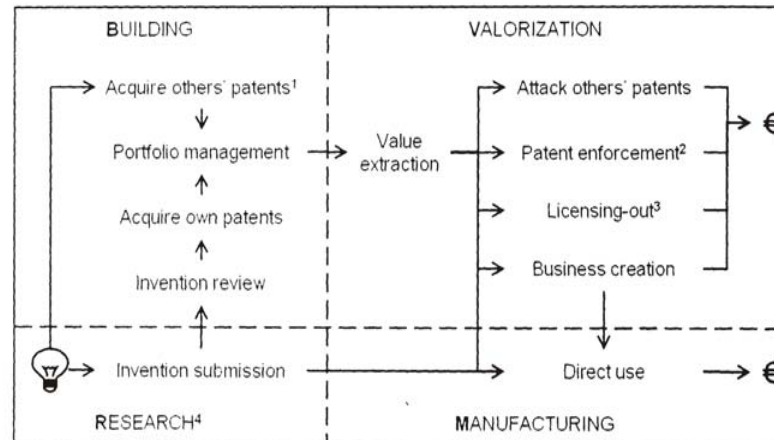 BUILDING
VALORIZATION
Acquire others' patents1
Attack others' patents
€
Portfolio management
Value
extraction
Patent enforcement2
Acquire own patents
Licensing-out3
Invention review
Business creation
Invention submission
Direct use
€
RESEARCH4
MANUFACTURING